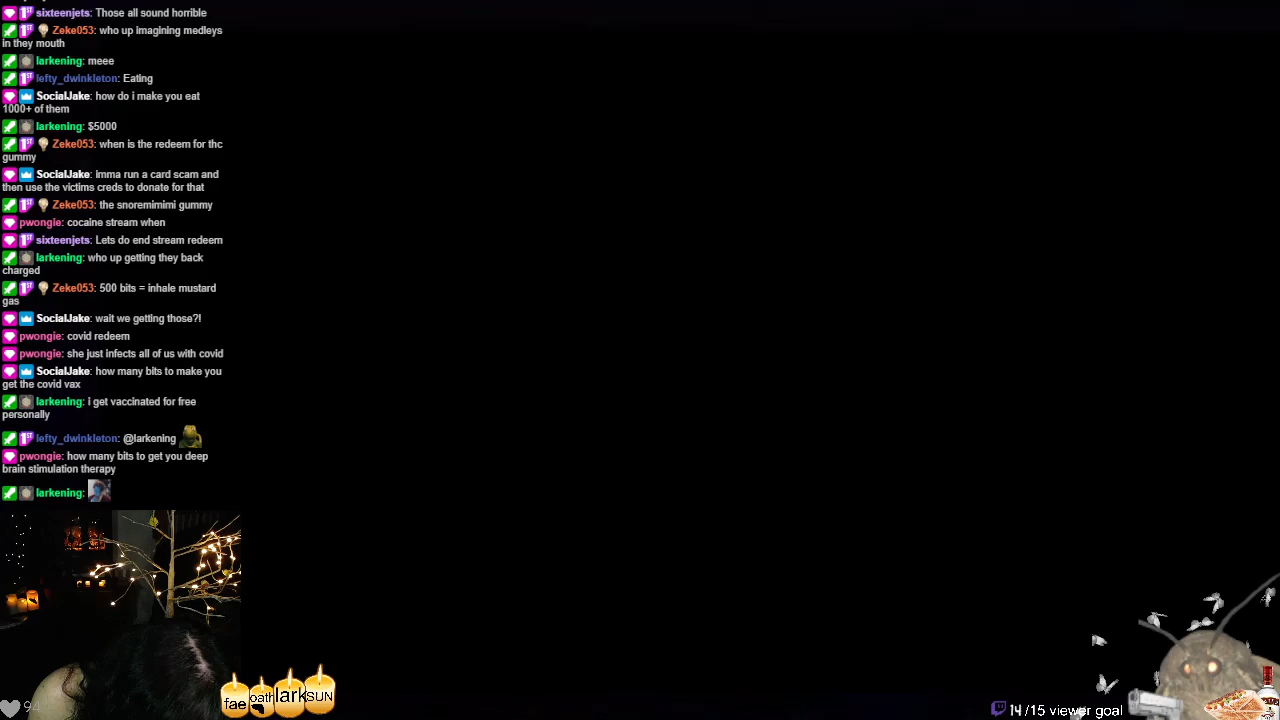 sixteenjets: Those all sound horrible
Zeke053: who up imagining medleys
in they mouth
larkening: meee
lefty_dwinkleton: Eating
SocialJake: how do i make you eat
1000+ of them
larkening: $5000
Zeke053: when is the redeem for thc
gummy
SocialJake: imma run a card scam and
then use the victims creds to donate for that
Zeke053: the snoremimimi gummy
pwongie: cocaine stream when
sixteenjets: Lets do end stream redeem
larkening: who up getting they back
charged
Zeke053: 500 bits = inhale mustard
gas
SocialJake: wait we getting those?!
pwongie: covid redeem
pwongie: she just infects all of us with covid
SocialJake: how many bits to make you
get the covid vax
larkening: i get vaccinated for free
personally
lefty_dwinkleton: @larkening
pwongie: how many bits to get you deep
brain stimulation therapy
larkening:
fae oath lark SUN
94
14 /15 viewer goal